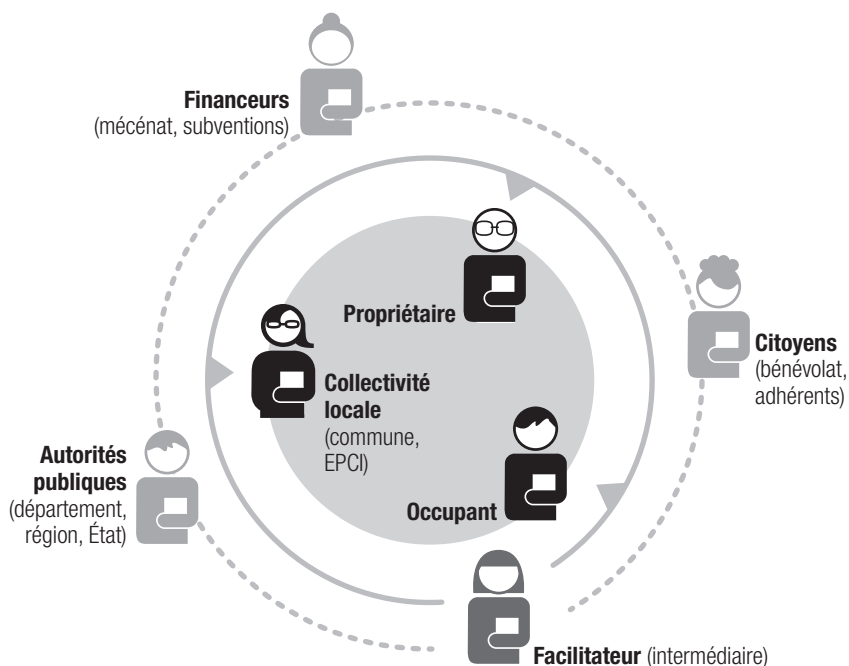 Financeurs
(mécénat, subventions)
Propriétaire
Citoyens
(bénévolat,
adhérents)
Collectivité
locale
(commune,
EPCI)
Autorités
publiques
(département,
région, État)
Occupant
Facilitateur (intermédiaire)